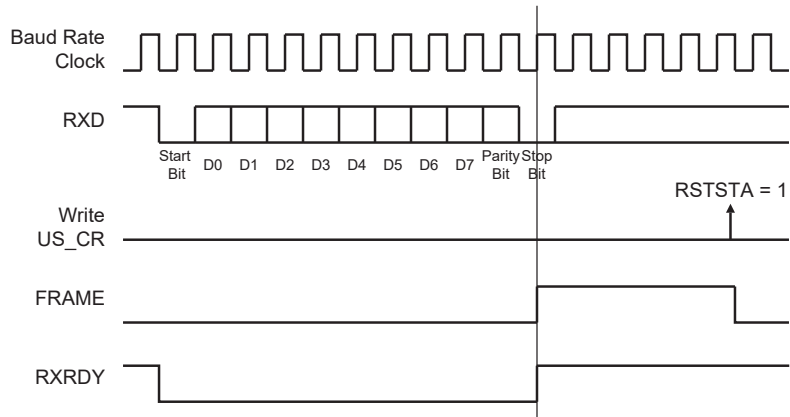 Baud Rate
Clock
RXD
Start
Bit
D0 D1 D2 D3 D4 D5 D6 D7
Parity
Bit
Stop
Bit
RSTSTA = 1
Write
US_CR
FRAME
RXRDY